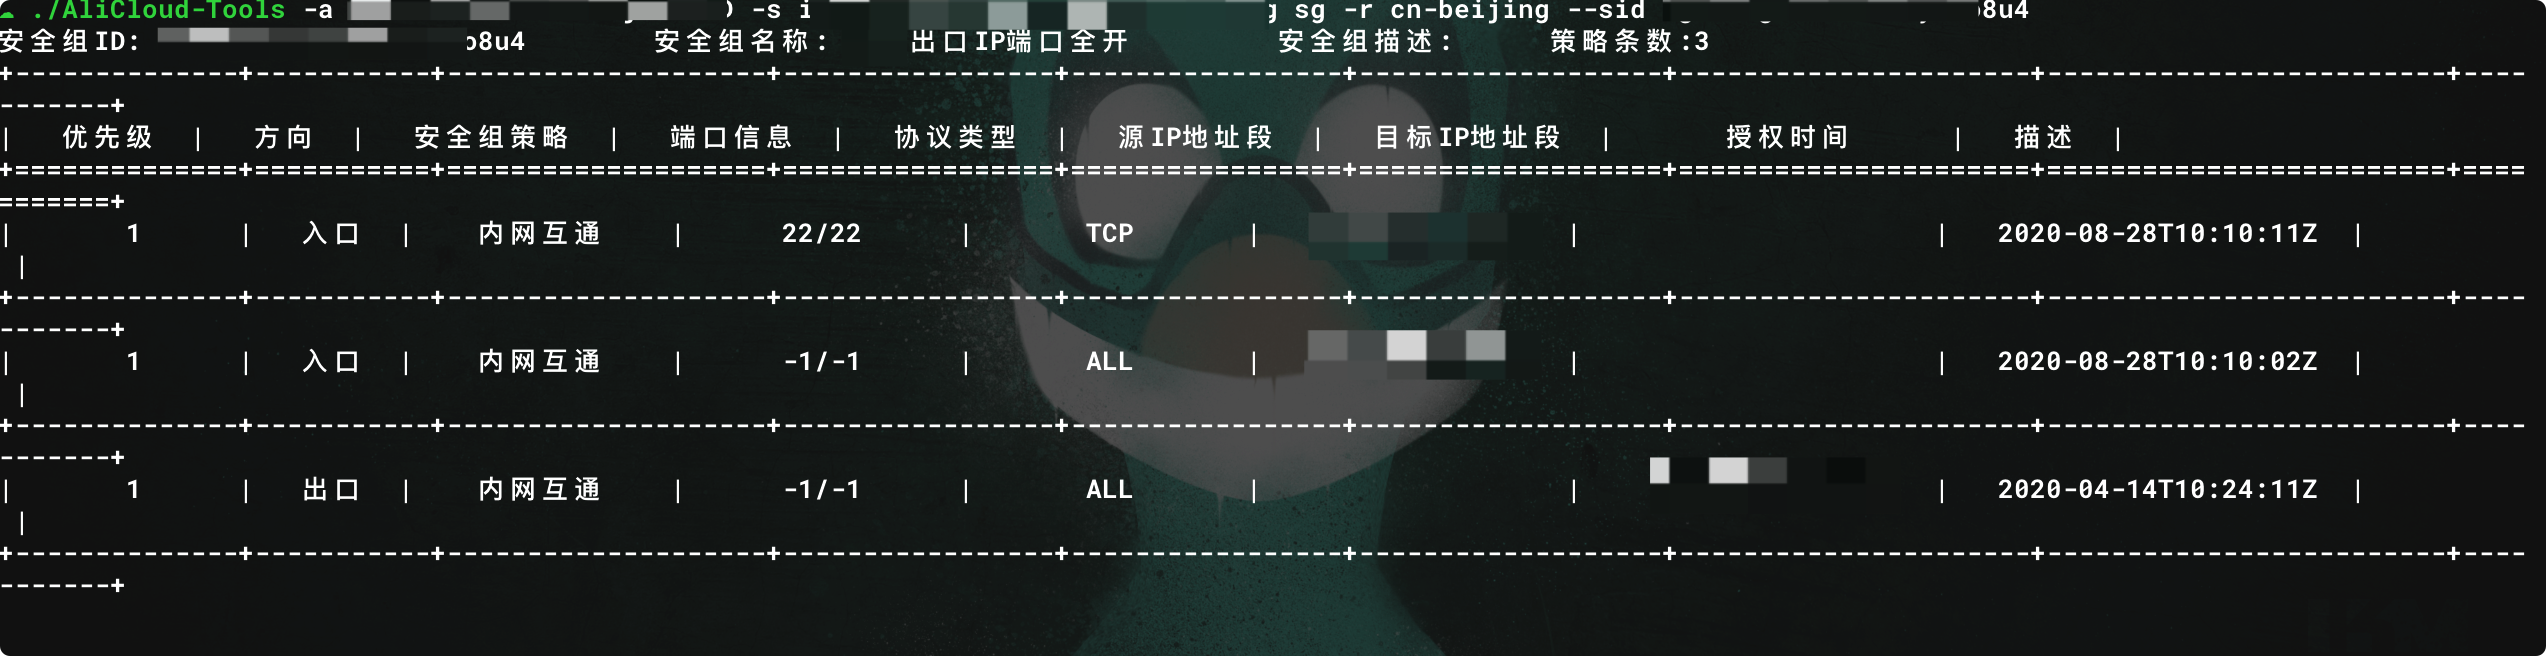 ./AliCloud-Tools -a -s i sg -r cn-beijing --sid 8u4
安全组ID: 8u4 安全组名称: 出口IP端口全开 安全组描述: 策略条数:3
+--------------+-----------+--------------------+-----------------+-----------------+-------------------+----------------------+-------------------------+----
-------+
| 优先级 | 方向 | 安全组策略 | 端口信息 | 协议类型 | 源IP地址段 | 目标IP地址段 | 授权时间 | 描述 |
+==============+===========+====================+=================+=================+===================+======================+=========================+====
=======+
| 1 | 入口 | 内网互通 | 22/22 | TCP | | | 2020-08-28T10:10:11Z |
|
+--------------+-----------+--------------------+-----------------+-----------------+-------------------+----------------------+-------------------------+----
-------+
| 1 | 入口 | 内网互通 | -1/-1 | ALL | | | 2020-08-28T10:10:02Z |
|
+--------------+-----------+--------------------+-----------------+-----------------+-------------------+----------------------+-------------------------+----
-------+
| 1 | 出口 | 内网互通 | -1/-1 | ALL | | | 2020-04-14T10:24:11Z |
|
+--------------+-----------+--------------------+-----------------+-----------------+-------------------+----------------------+-------------------------+----
-------+